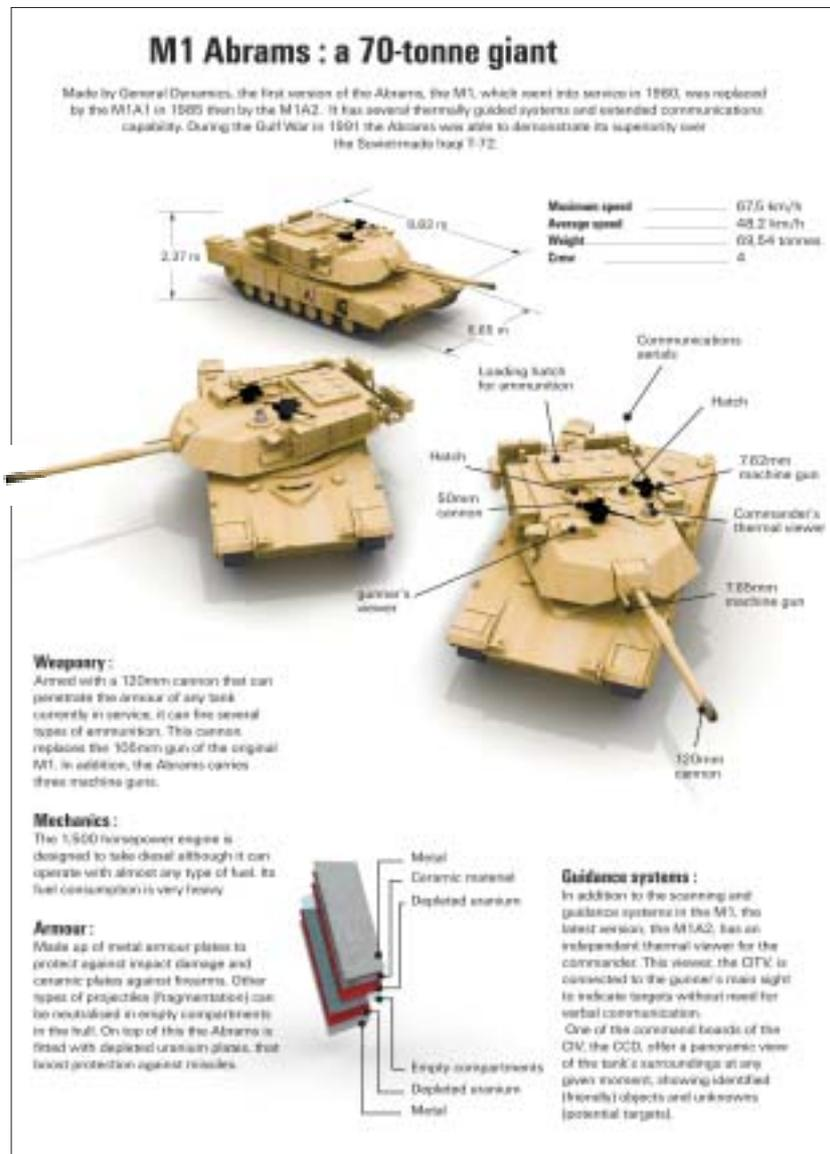 M1 Abrams : a 70-tonne giant
Made by General Dynamics, the first version of the Abrams, the M1, which went into service in 1980, was replaced
by the M1A1 in 1985 then by the M1A2. It has several thermally guided systems and extended communications
capability. During the Gulf War in 1991 the Abrams was able to demonstrate its superiority over
the Soviet-made Iraqi T-72.
Maximum speed 67,5 km/h
Average speed 48,2 km/h
Weight 69,54 tonnes
Crew 4
9.83 m
2.37 m
6.65 m
Communications
aerials
Loading hatch
for ammunition
Hatch
Hatch
7.62mm
machine gun
50mm
cannon
Commander's
thermal viewer
gunner's
viewer
7.65mm
machine gun
120mm
cannon
Weaponry :
Armed with a 120mm cannon that can
penetrate the armour of any tank
currently in service, it can fire several
types of ammunition. This cannon
replaces the 105mm gun of the original
M1. In addition, the Abrams carries
three machine guns.
Mechanics :
The 1,500 horsepower engine is
designed to take diesel although it can
operate with almost any type of fuel. Its
fuel consumption is very heavy
Armour :
Made up of metal armour plates to
protect against impact damage and
ceramic plates against firearms. Other
types of projectiles (fragmentation) can
be neutralised in empty compartments
in the hull. On top of this the Abrams is
fitted with depleted uranium plates, that
boost protection against missiles.
Metal
Ceramic material
Depleted uranium
Empty compartments
Depleted uranium
Metal
Guidance systems :
In addition to the scanning and
guidance systems in the M1, the
latest version, the M1A2, has an
independent thermal viewer for the
commander. This viewer, the CITV, is
connected to the gunner's main sight
to indicate targets without need for
verbal communication.
One of the command boards of the
CIV, the CCD, offer a panoramic view
of the tank's surroundings at any
given moment, showing identified
(friendly) objects and unknowns
(potential targets).